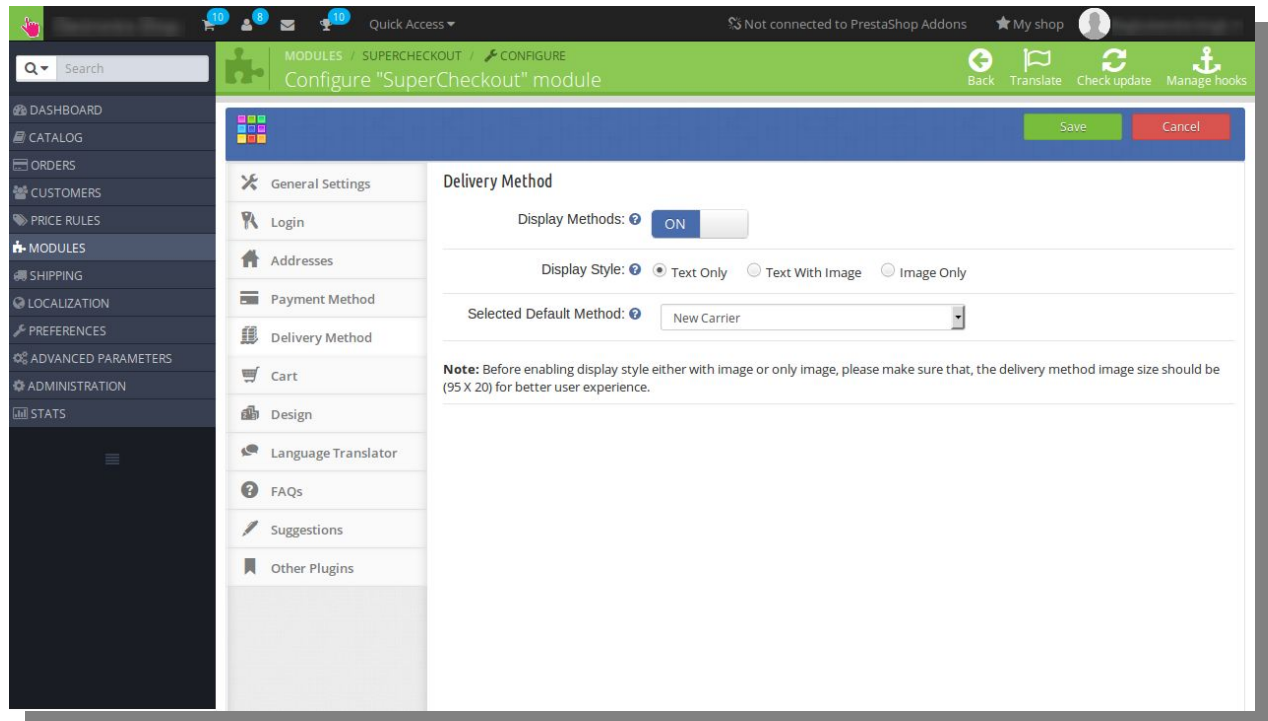 10
8
10
Quick Access
Not connected to PrestaShop Addons
My shop
Search
MODULES / SUPERCHECKOUT / CONFIGURE
Configure "SuperCheckout" module
Back
Translate
Check update
Manage hooks
DASHBOARD
CATALOG
ORDERS
CUSTOMERS
PRICE RULES
MODULES
SHIPPING
LOCALIZATION
PREFERENCES
ADVANCED PARAMETERS
ADMINISTRATION
STATS
Save
Cancel
General Settings
Login
Addresses
Payment Method
Delivery Method
Cart
Design
Language Translator
FAQs
Suggestions
Other Plugins
Delivery Method
Display Methods: ? ON
Display Style: ? Text Only Text With Image Image Only
Selected Default Method: ? New Carrier
Note: Before enabling display style either with image or only image, please make sure that, the delivery method image size should be
(95 X 20) for better user experience.